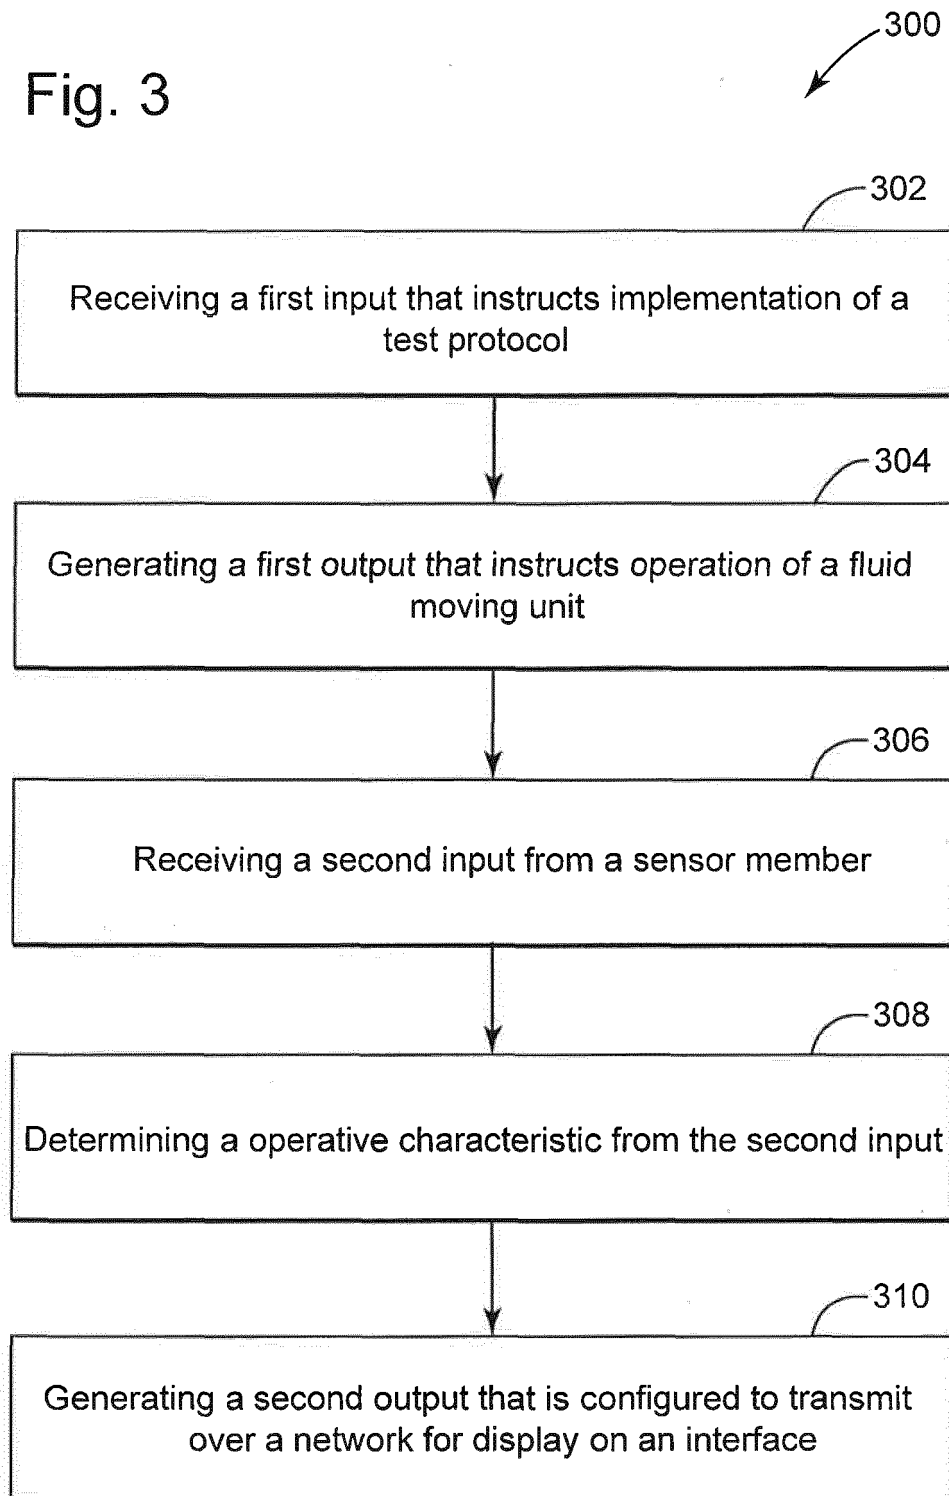 300
Fig. 3
302
Receiving a first input that instructs implementation of a
test protocol
304
Generating a first output that instructs operation of a fluid
moving unit
306
Receiving a second input from a sensor member
308
Determining a operative characteristic from the second input
310
Generating a second output that is configured to transmit
over a network for display on an interface